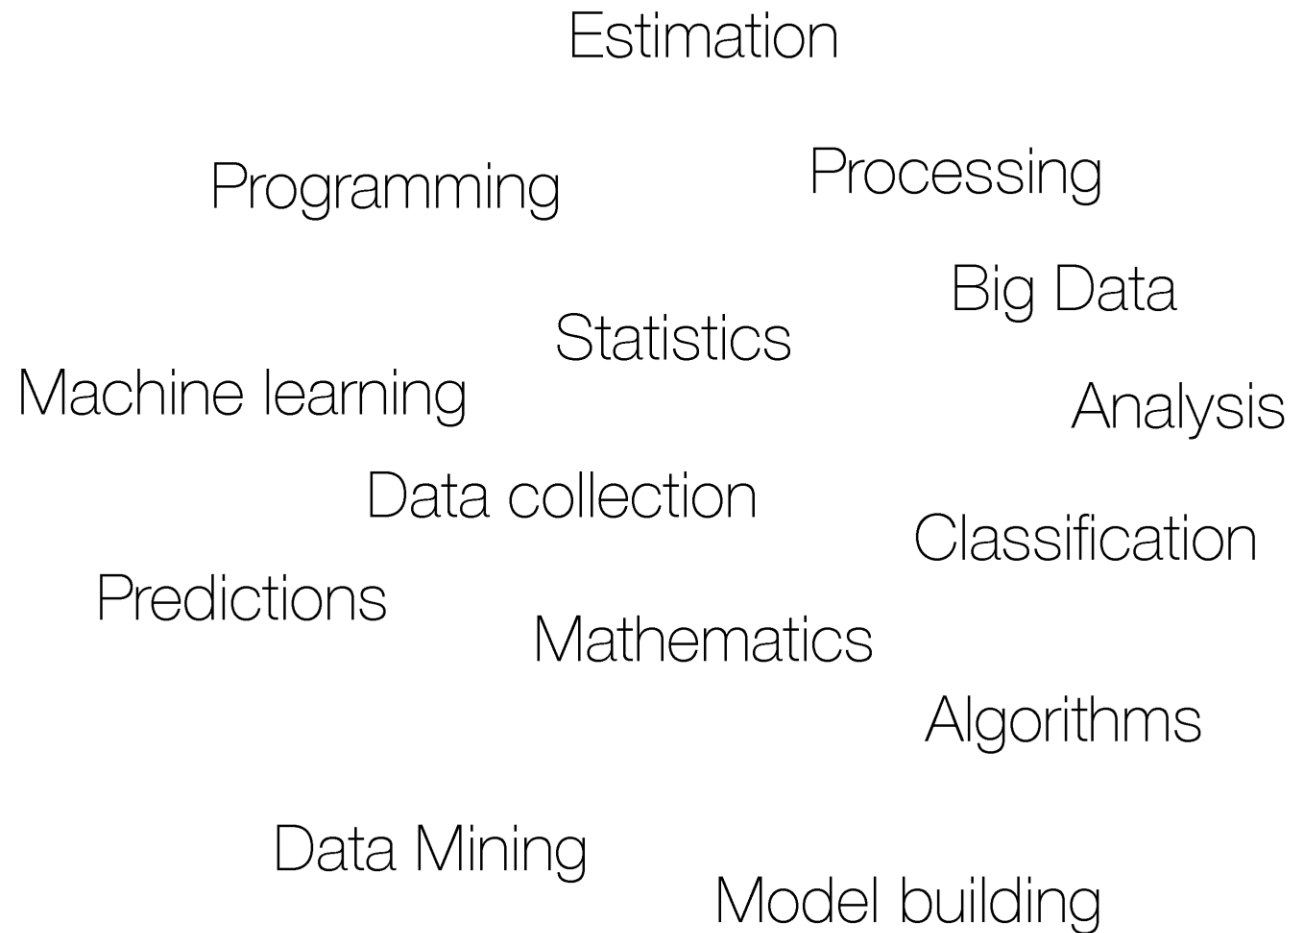 Estimation
Programming
Processing
Big Data
Statistics
Machine learning
Analysis
Data collection
Classification
Predictions
Mathematics
Algorithms
Data Mining
Model building